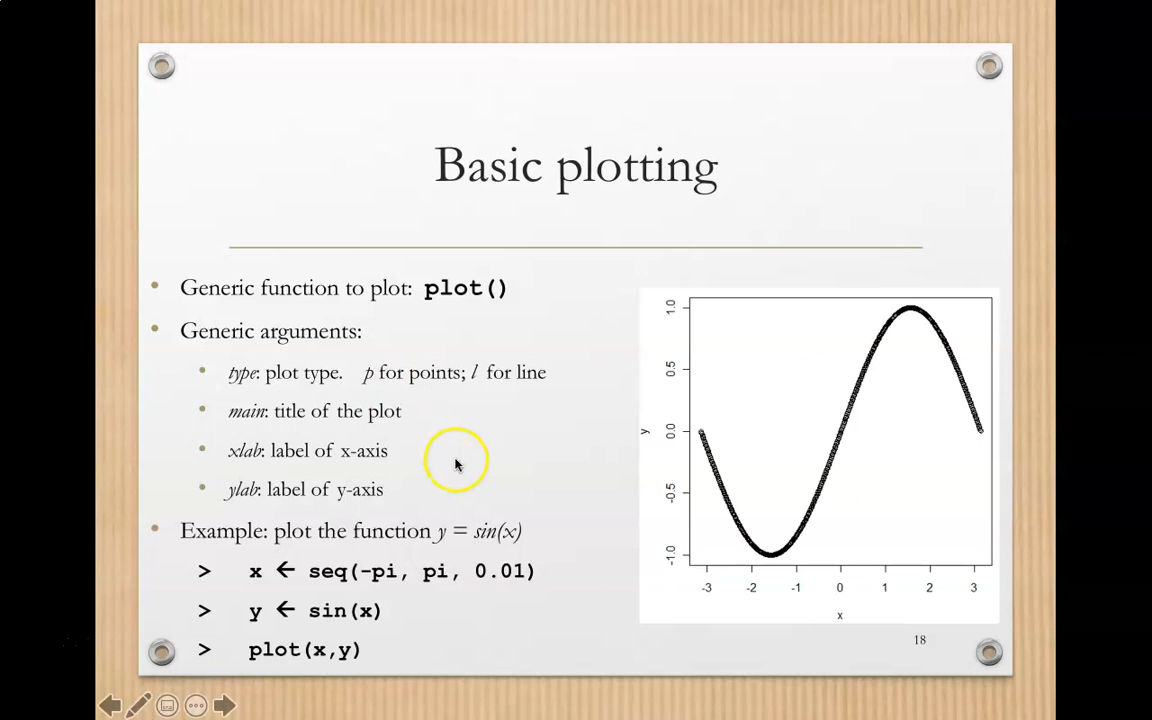 Basic plotting
• Generic function to plot: plot()
• Generic arguments:
• type: plot type. p for points; l for line
• main: title of the plot
• xlab: label of x-axis
• ylab: label of y-axis
• Example: plot the function y = sin(x)
> x ← seq(-pi, pi, 0.01)
> y ← sin(x)
> plot(x,y)
1.0
0.5
0.0
-0.5
-1.0
y
-3 -2 -1 0 1 2 3
x
18